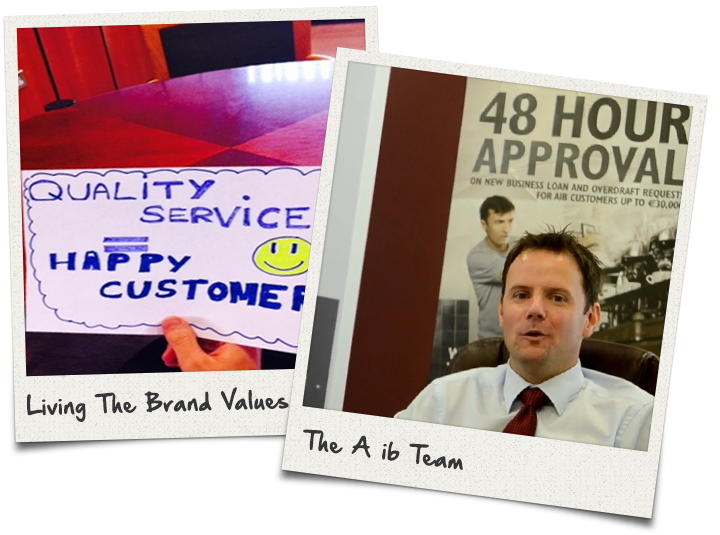 QUALITY
SERVICE
=
HAPPY
CUSTOMER
Living The Brand Values
48 HOUR
APPROVAL
ON NEW BUSINESS LOAN AND OVERDRAFT REQUEST
FOR AIB CUSTOMERS UP TO €30,00
The A ib Team